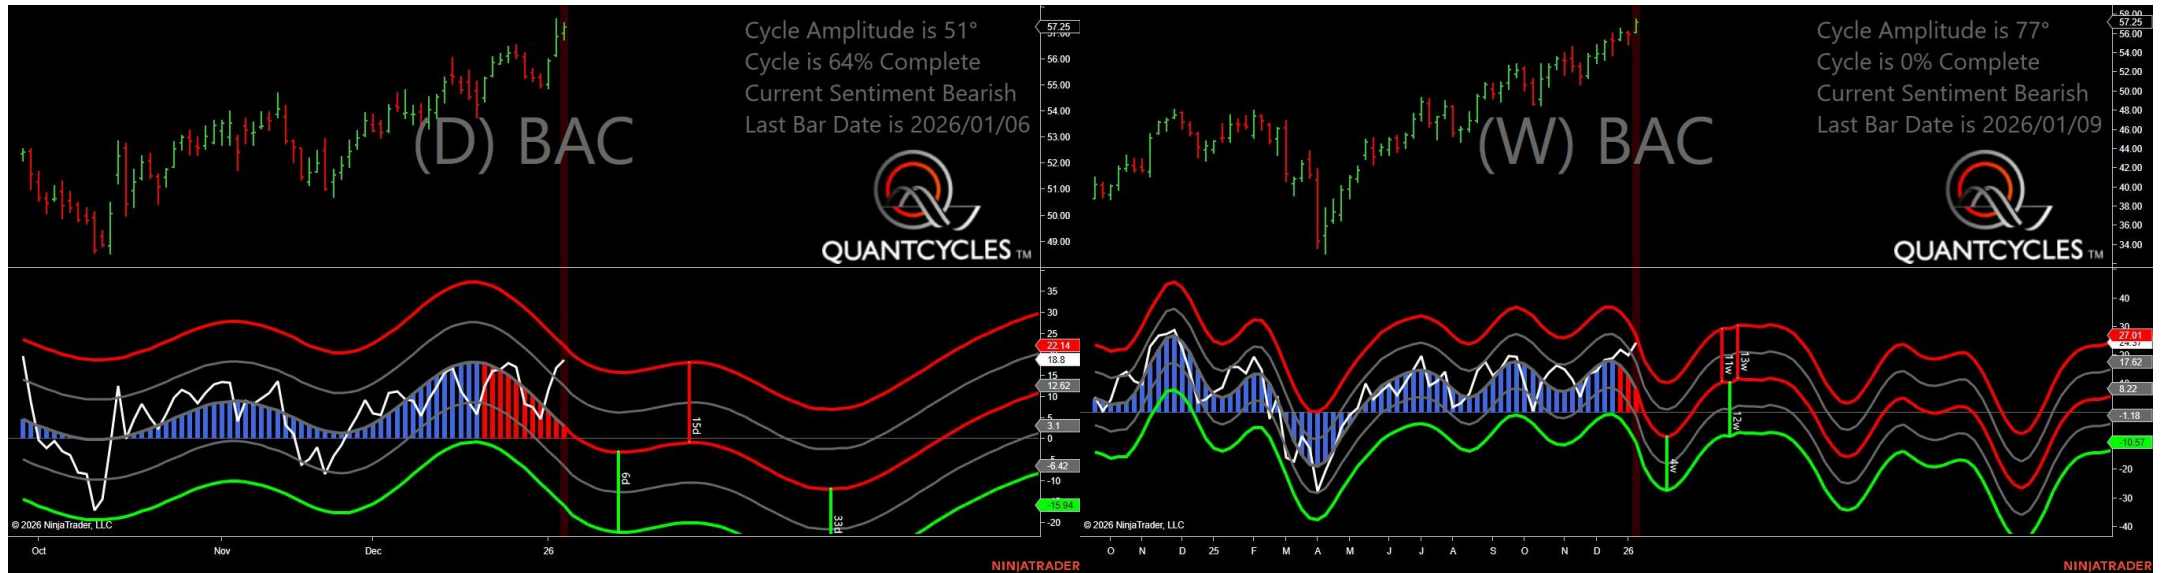 Cycle Amplitude is 51°
Cycle is 64% Complete
Current Sentiment Bearish
Last Bar Date is 2026/01/06
(D) BAC
QUANTCYCLES TM
57.25
56.00
55.00
54.00
53.00
52.00
51.00
50.00
49.00
35
30
25
22.14
18.8
15
12.62
10
5
3.1
0
-6.42
-10
-15.94
-20
15d
6d
33d
© 2026 NinjaTrader, LLC
Oct
Nov
Dec
26
NINJATRADER
Cycle Amplitude is 77°
Cycle is 0% Complete
Current Sentiment Bearish
Last Bar Date is 2026/01/09
(W) BAC
QUANTCYCLES TM
58.00
57.25
56.00
54.00
52.00
50.00
48.00
46.00
44.00
42.00
40.00
38.00
36.00
34.00
40
30
27.01
24.37
17.62
8.22
-1.18
-10.57
-20
-30
-40
11w
13w
12w
4w
© 2026 NinjaTrader, LLC
O N D 25 F M A M J J A S O N D 26
NINJATRADER